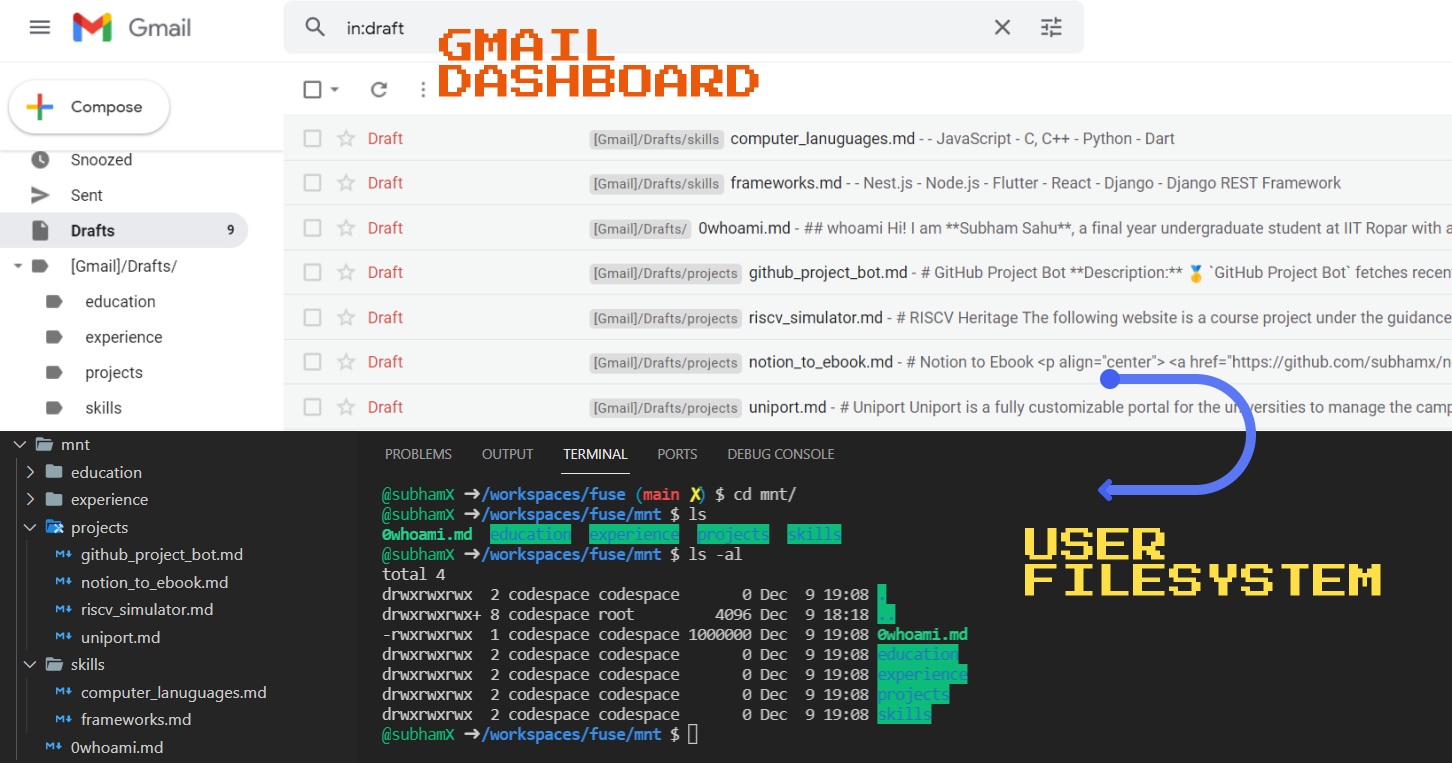 Gmail
in:draft
GMAIL
DASHBOARD
Compose
Snoozed
Sent
Drafts 9
[Gmail]/Drafts/
education
experience
projects
skills
Draft [Gmail]/Drafts/skills computer_lanuguages.md - - JavaScript - C, C++ - Python - Dart
Draft [Gmail]/Drafts/skills frameworks.md - - Nest.js - Node.js - Flutter - React - Django - Django REST Framework
Draft [Gmail]/Drafts/ 0whoami.md - ## whoami Hi! I am **Subham Sahu**, a final year undergraduate student at IIT Ropar with a
Draft [Gmail]/Drafts/projects github_project_bot.md - # GitHub Project Bot **Description:** 🥇 `GitHub Project Bot` fetches recen
Draft [Gmail]/Drafts/projects riscv_simulator.md - # RISCV Heritage The following website is a course project under the guidance
Draft [Gmail]/Drafts/projects notion_to_ebook.md - # Notion to Ebook <p align="center"> <a href="https://github.com/subhamx/n
Draft [Gmail]/Drafts/projects uniport.md - # Uniport Uniport is a fully customizable portal for the universities to manage the camp
mnt
education
experience
projects
github_project_bot.md
notion_to_ebook.md
riscv_simulator.md
uniport.md
skills
computer_lanuguages.md
frameworks.md
0whoami.md
PROBLEMS OUTPUT TERMINAL PORTS DEBUG CONSOLE
@subhamX ➜/workspaces/fuse (main ✗) $ cd mnt/
@subhamX ➜/workspaces/fuse/mnt $ ls
0whoami.md education experience projects skills
@subhamX ➜/workspaces/fuse/mnt $ ls -al
total 4
drwxrwxrwx 2 codespace codespace 0 Dec 9 19:08 .
drwxrwxrwx+ 8 codespace root 4096 Dec 9 18:18 ..
-rwxrwxrwx 1 codespace codespace 1000000 Dec 9 19:08 0whoami.md
drwxrwxrwx 2 codespace codespace 0 Dec 9 19:08 education
drwxrwxrwx 2 codespace codespace 0 Dec 9 19:08 experience
drwxrwxrwx 2 codespace codespace 0 Dec 9 19:08 projects
drwxrwxrwx 2 codespace codespace 0 Dec 9 19:08 skills
@subhamX ➜/workspaces/fuse/mnt $
USER
FILESYSTEM